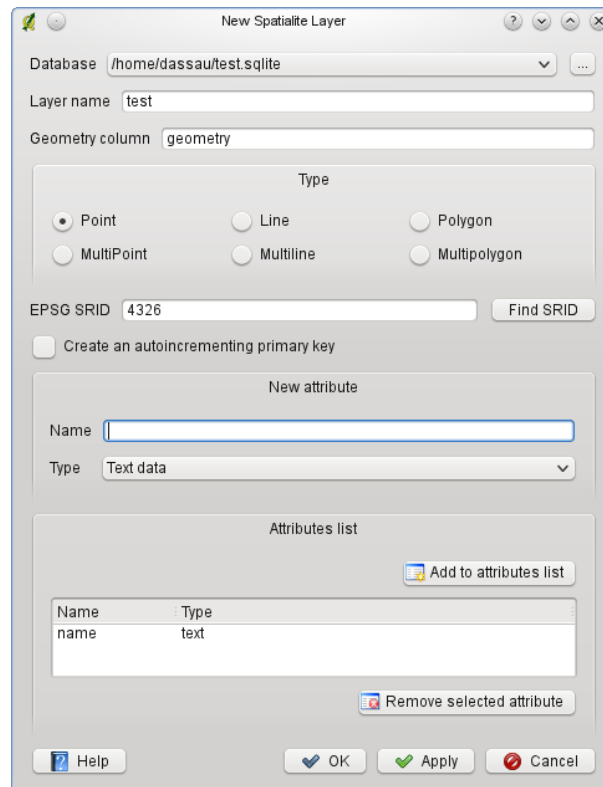 New Spatialite Layer
Database /home/dassau/test.sqlite ...
Layer name test
Geometry column geometry
Type
Point Line Polygon
MultiPoint Multiline Multipolygon
EPSG SRID 4326 Find SRID
Create an autoincrementing primary key
New attribute
Name
Type Text data
Attributes list
Add to attributes list
Name Type
name text
Remove selected attribute
Help OK Apply Cancel